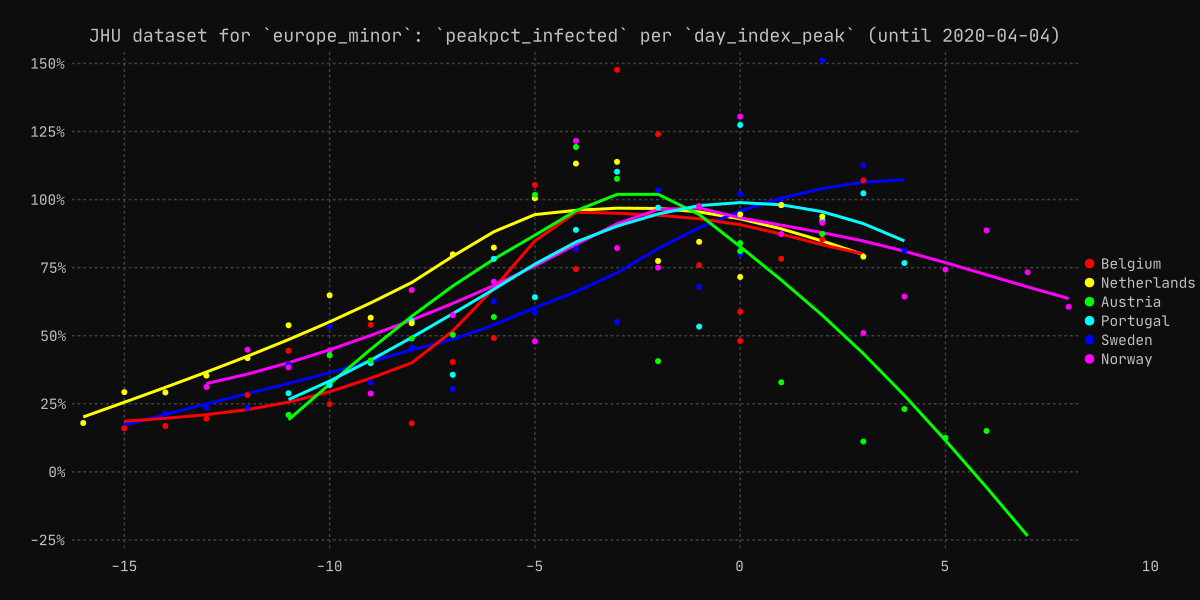 JHU dataset for `europe_minor`: `peakpct_infected` per `day_index_peak` (until 2020-04-04)
150%
125%
100%
75%
50%
25%
0%
-25%
-15 -10 -5 0 5 10
Belgium
Netherlands
Austria
Portugal
Sweden
Norway